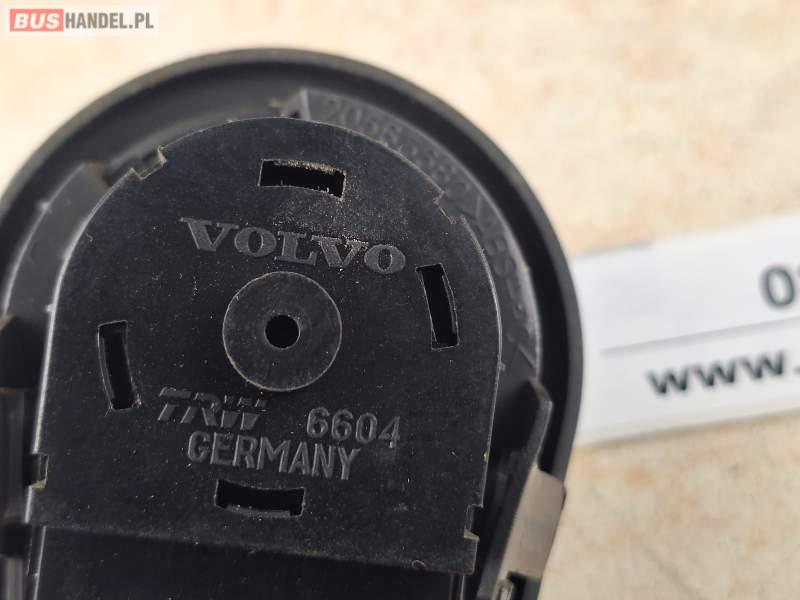 BUSHANDEL.PL
VOLVO
TRW 6604
GERMANY
www.